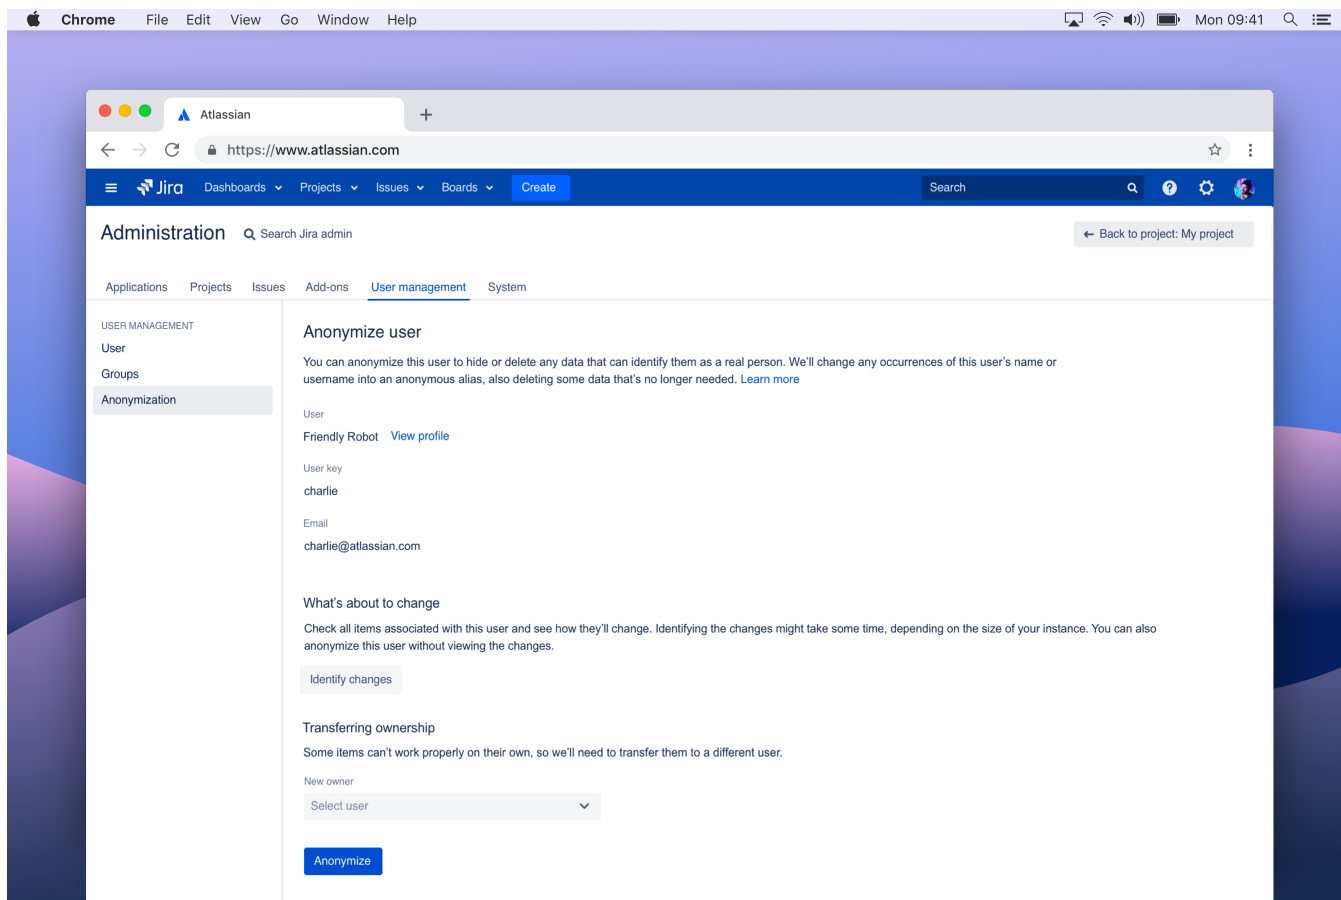 Chrome File Edit View Go Window Help Mon 09:41
Atlassian
https://www.atlassian.com
Jira Dashboards Projects Issues Boards Create Search
Administration Search Jira admin ← Back to project: My project
Applications Projects Issues Add-ons User management System
USER MANAGEMENT
User
Groups
Anonymization
Anonymize user
You can anonymize this user to hide or delete any data that can identify them as a real person. We'll change any occurrences of this user's name or
username into an anonymous alias, also deleting some data that's no longer needed. Learn more
User
Friendly Robot View profile
User key
charlie
Email
charlie@atlassian.com
What's about to change
Check all items associated with this user and see how they'll change. Identifying the changes might take some time, depending on the size of your instance. You can also
anonymize this user without viewing the changes.
Identify changes
Transferring ownership
Some items can't work properly on their own, so we'll need to transfer them to a different user.
New owner
Select user
Anonymize